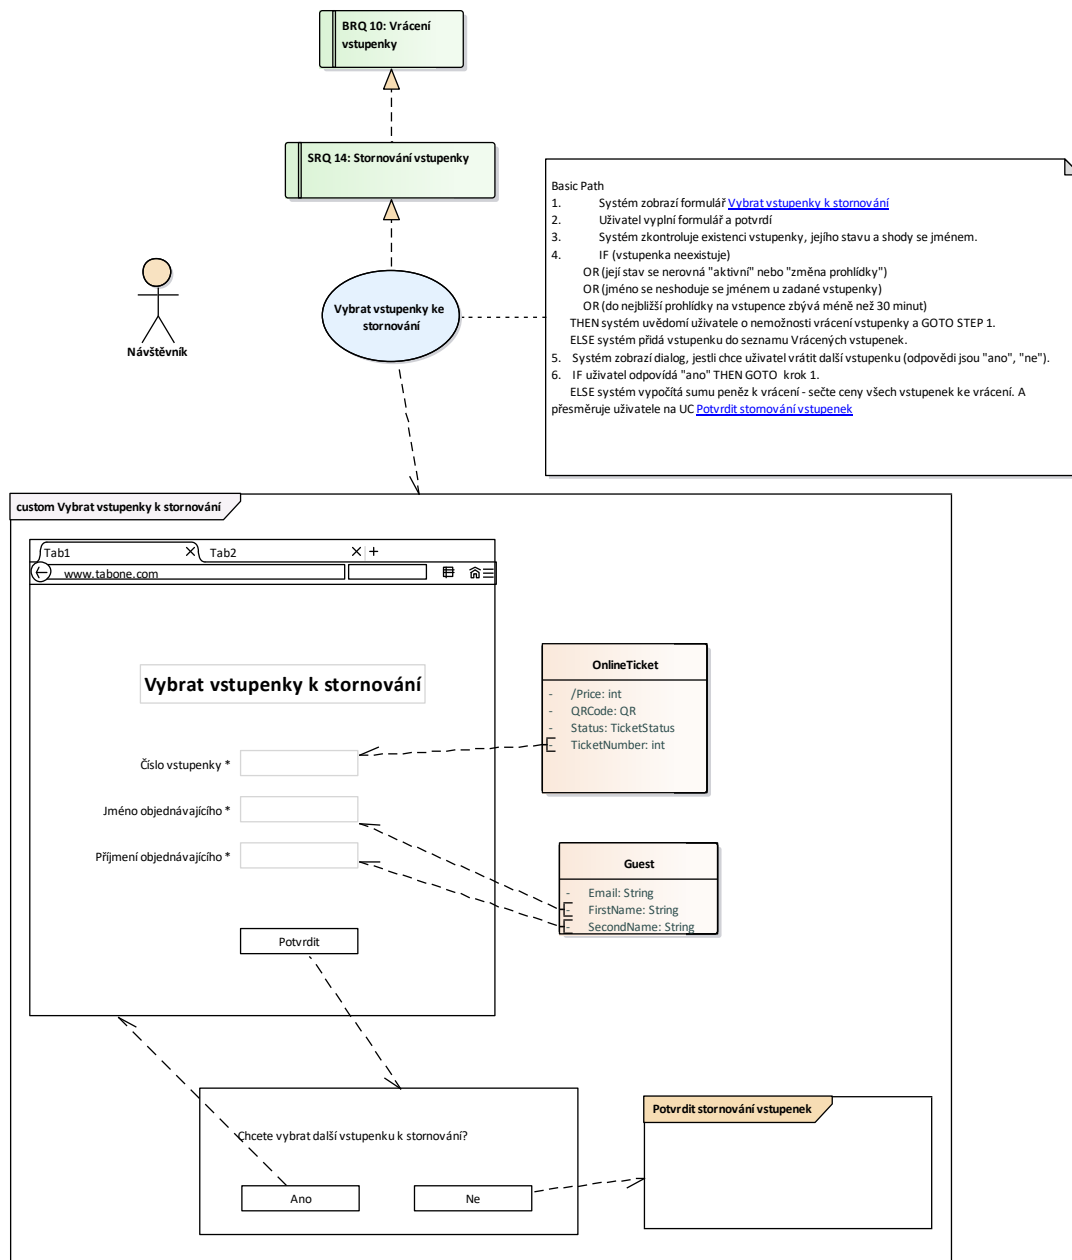 BRQ 10: Vrácení
vstupenky
SRQ 14: Stornování vstupenky
Návštěvník
Vybrat vstupenky ke
stornování
Basic Path
1. Systém zobrazí formulář Vybrat vstupenky k stornování
2. Uživatel vyplní formulář a potvrdí
3. Systém zkontroluje existenci vstupenky, jejího stavu a shody se jménem.
4. IF (vstupenka neexistuje)
OR (její stav se nerovná "aktivní" nebo "změna prohlídky")
OR (jméno se neshoduje se jménem u zadané vstupenky)
OR (do nejbližší prohlídky na vstupence zbývá méně než 30 minut)
THEN systém uvědomí uživatele o nemožnosti vrácení vstupenky a GOTO STEP 1.
ELSE systém přidá vstupenku do seznamu Vrácených vstupenek.
5. Systém zobrazí dialog, jestli chce uživatel vrátit další vstupenku (odpovědi jsou "ano", "ne").
6. IF uživatel odpovídá "ano" THEN GOTO krok 1.
ELSE systém vypočítá sumu peněz k vrácení - sečte ceny všech vstupenek ke vrácení. A
přesměruje uživatele na UC Potvrdit stornování vstupenek
custom Vybrat vstupenky k stornování
Tab1
Tab2
www.tabone.com
Vybrat vstupenky k stornování
Číslo vstupenky *
Jméno objednávajícího *
Příjmení objednávajícího *
Potvrdit
OnlineTicket
- /Price: int
- QRCode: QR
- Status: TicketStatus
- TicketNumber: int
Guest
- Email: String
- FirstName: String
- SecondName: String
Chcete vybrat další vstupenku k stornování?
Ano
Ne
Potvrdit stornování vstupenek